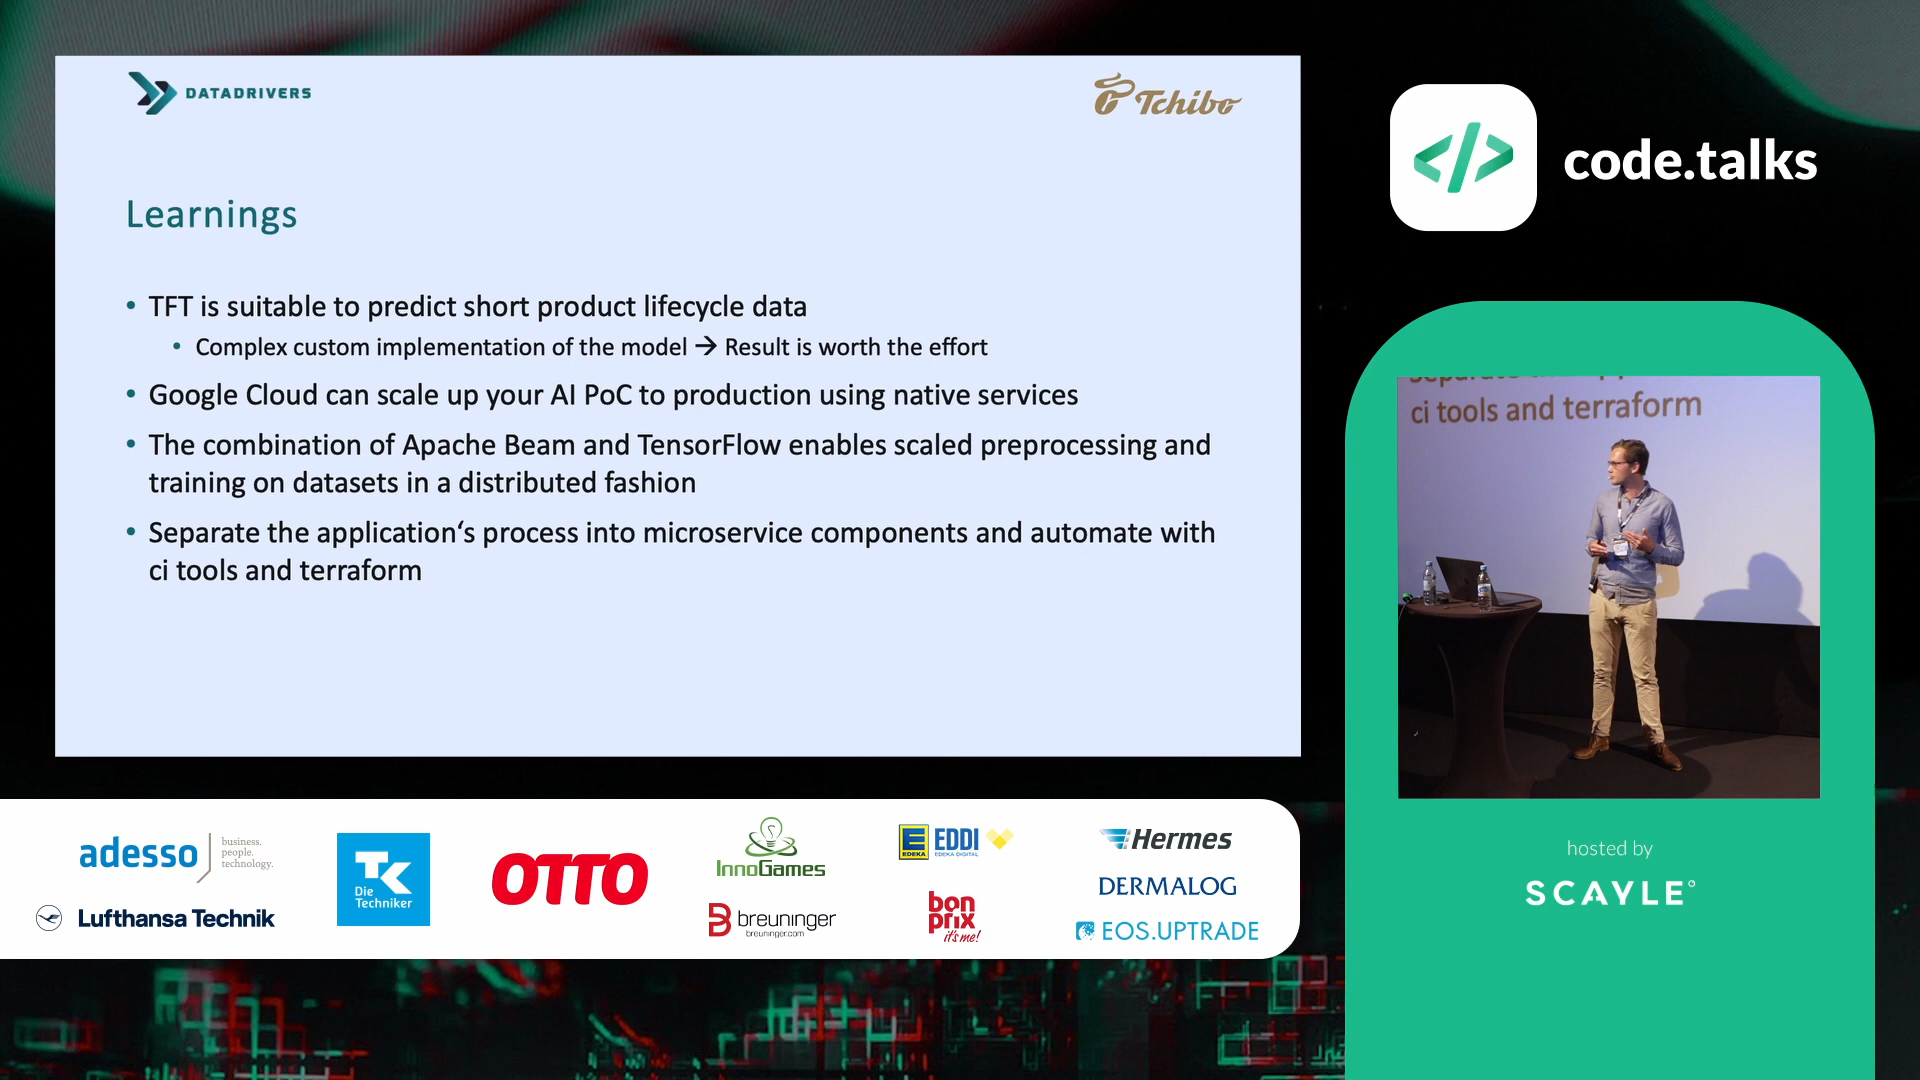 DATADRIVERS
Tchibo
Learnings
• TFT is suitable to predict short product lifecycle data
• Complex custom implementation of the model → Result is worth the effort
• Google Cloud can scale up your AI PoC to production using native services
• The combination of Apache Beam and TensorFlow enables scaled preprocessing and
training on datasets in a distributed fashion
• Separate the application‘s process into microservice components and automate with
ci tools and terraform
</> code.talks
ci tools and terraform
hosted by
SCAYLE
adesso
business.
people.
technology.
Lufthansa Technik
TK
Die
Techniker
OTTO
InnoGames
breuninger
breuninger.com
EDEKA
EDDI
EDEKA DIGITAL
bon
prix
it's me!
Hermes
DERMALOG
EOS.UPTRADE